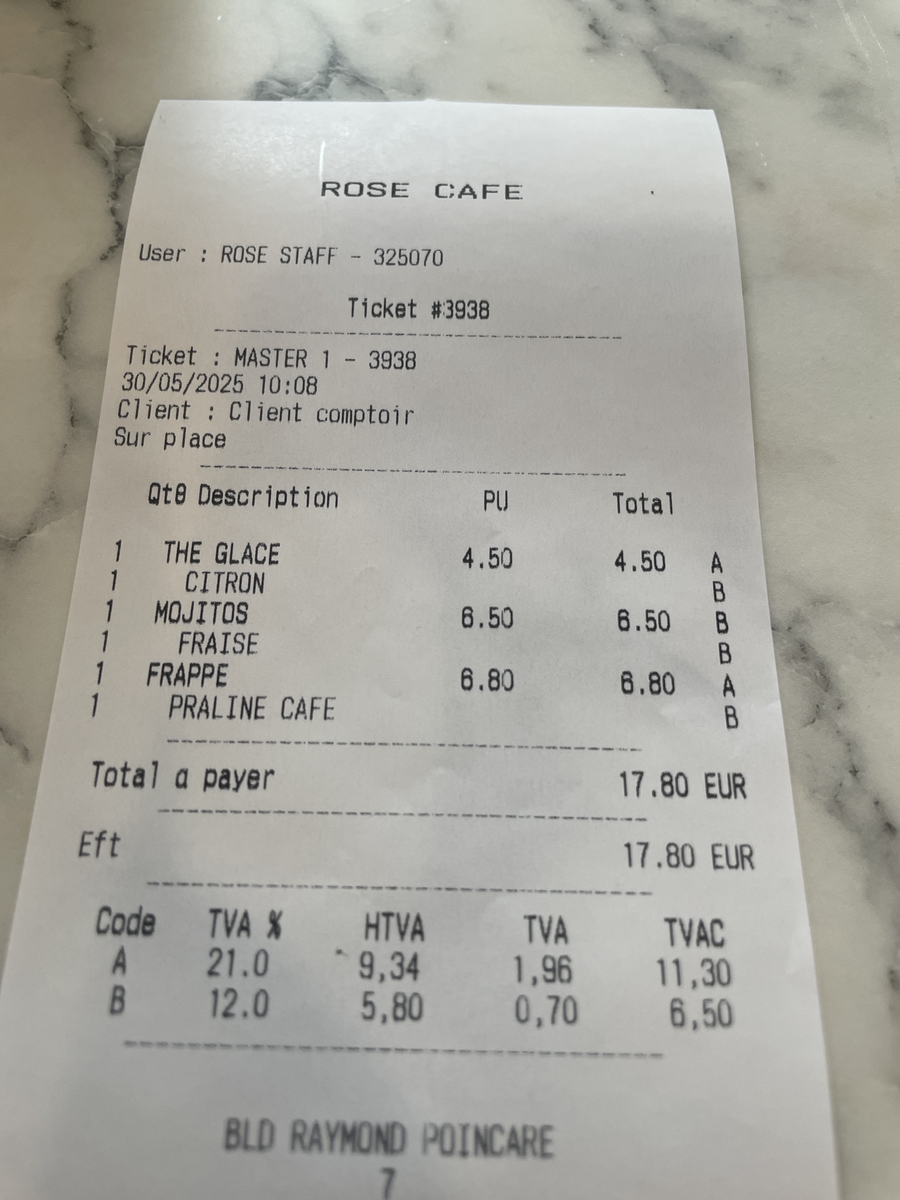 ROSE CAFE
User : ROSE STAFF - 325070
Ticket #3938
Ticket : MASTER 1 - 3938
30/05/2025 10:08
Client : Client comptoir
Sur place
Qté Description PU Total
1 THE GLACE 4.50 4.50 A
1 CITRON B
1 MOJITOS 6.50 6.50 B
1 FRAISE B
1 FRAPPE 6.80 6.80 A
1 PRALINE CAFE B
Total a payer 17.80 EUR
Eft 17.80 EUR
Code TVA % HTVA TVA TVAC
A 21.0 9,34 1,96 11,30
B 12.0 5,80 0,70 6,50
BLD RAYMOND POINCARE
7